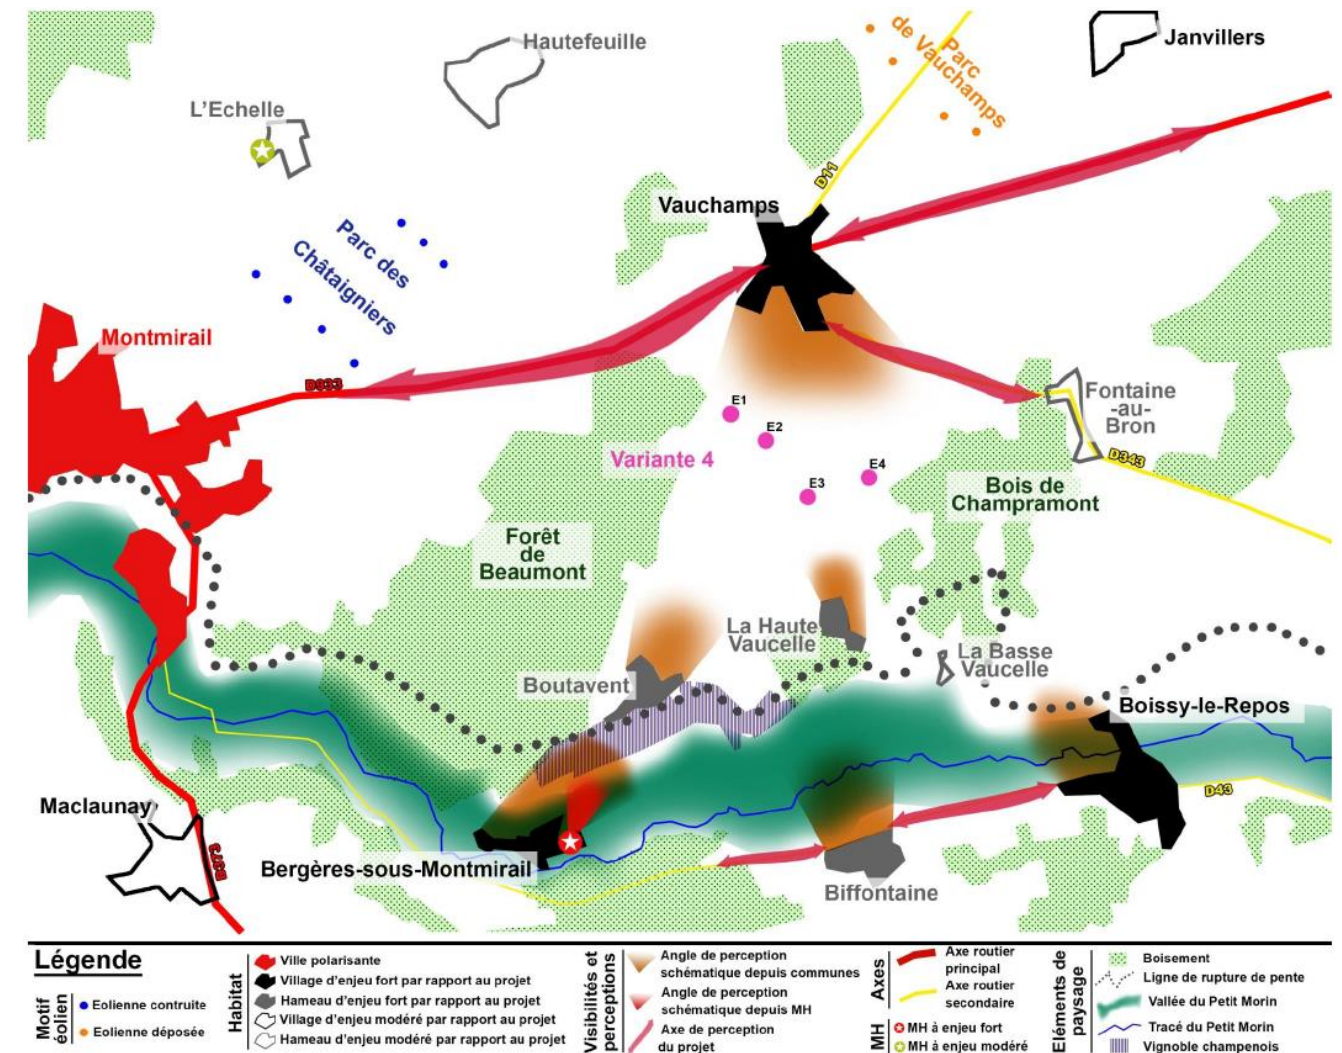 Hautefeuille
L'Echelle
Parc
de Vauchamps
Janvillers
D11
Vauchamps
Parc des
Châtaigniers
Montmirail
D933
Fontaine
-au-
Bron
D343
E1
E2
E3
E4
Variante 4
Bois de
Champramont
Forêt
de
Beaumont
La Haute
Vaucelle
La Basse
Vaucelle
Boutavent
Boissy-le-Repos
Maclaunay
D373
D43
Bergères-sous-Montmirail
Biffontaine
Légende
Motif
éolien
Eolienne contruite
Eolienne déposée
Habitat
Ville polarisante
Village d'enjeu fort par rapport au projet
Hameau d'enjeu fort par rapport au projet
Village d'enjeu modéré par rapport au projet
Hameau d'enjeu modéré par rapport au projet
Visibilités et
perceptions
Angle de perception
schématique depuis communes
Angle de perception
schématique depuis MH
Axe de perception
du projet
Axes
Axe routier
principal
Axe routier
secondaire
MH
MH à enjeu fort
MH à enjeu modéré
Eléments de
paysage
Boisement
Ligne de rupture de pente
Vallée du Petit Morin
Tracé du Petit Morin
Vignoble champenois